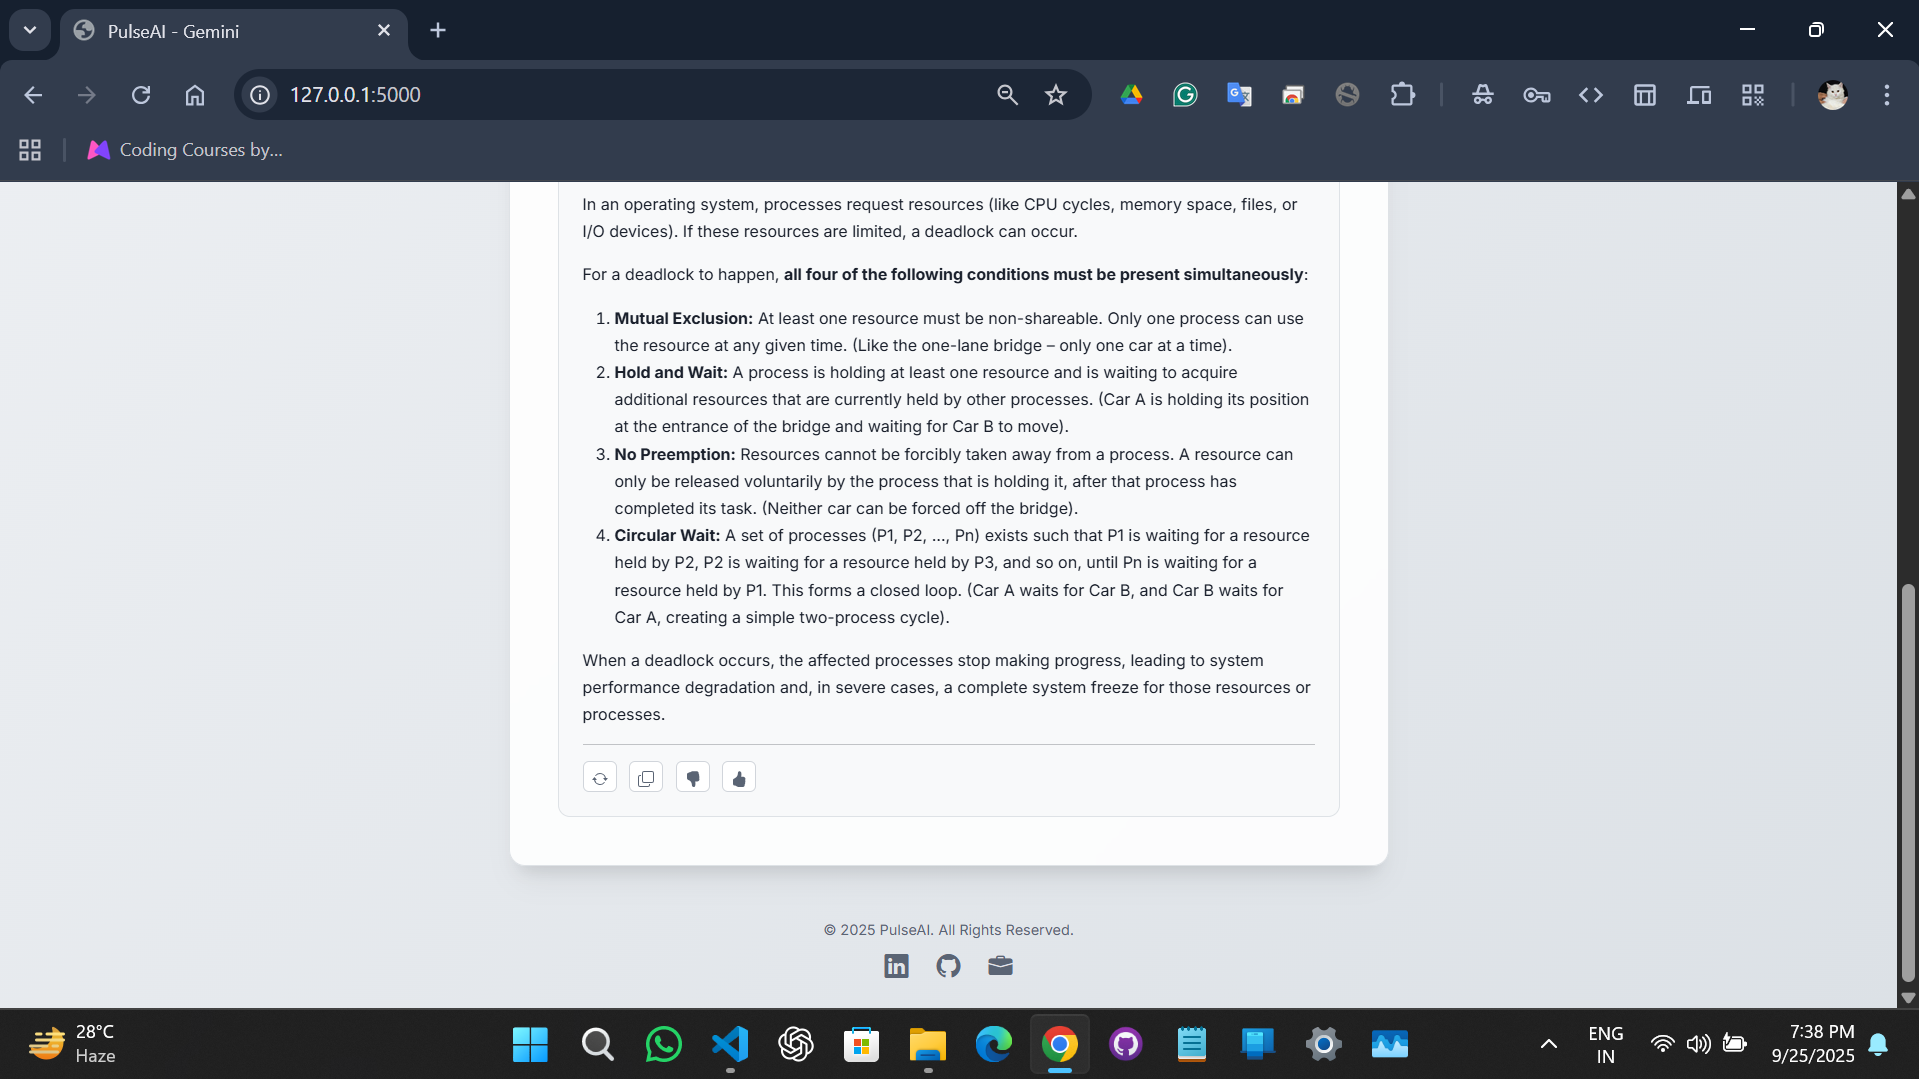 PulseAI - Gemini
127.0.0.1:5000
Coding Courses by...
In an operating system, processes request resources (like CPU cycles, memory space, files, or
I/O devices). If these resources are limited, a deadlock can occur.
For a deadlock to happen, all four of the following conditions must be present simultaneously:
1. Mutual Exclusion: At least one resource must be non-shareable. Only one process can use
the resource at any given time. (Like the one-lane bridge – only one car at a time).
2. Hold and Wait: A process is holding at least one resource and is waiting to acquire
additional resources that are currently held by other processes. (Car A is holding its position
at the entrance of the bridge and waiting for Car B to move).
3. No Preemption: Resources cannot be forcibly taken away from a process. A resource can
only be released voluntarily by the process that is holding it, after that process has
completed its task. (Neither car can be forced off the bridge).
4. Circular Wait: A set of processes (P1, P2, ..., Pn) exists such that P1 is waiting for a resource
held by P2, P2 is waiting for a resource held by P3, and so on, until Pn is waiting for a
resource held by P1. This forms a closed loop. (Car A waits for Car B, and Car B waits for
Car A, creating a simple two-process cycle).
When a deadlock occurs, the affected processes stop making progress, leading to system
performance degradation and, in severe cases, a complete system freeze for those resources or
processes.
© 2025 PulseAI. All Rights Reserved.
28°C
Haze
ENG
IN
7:38 PM
9/25/2025